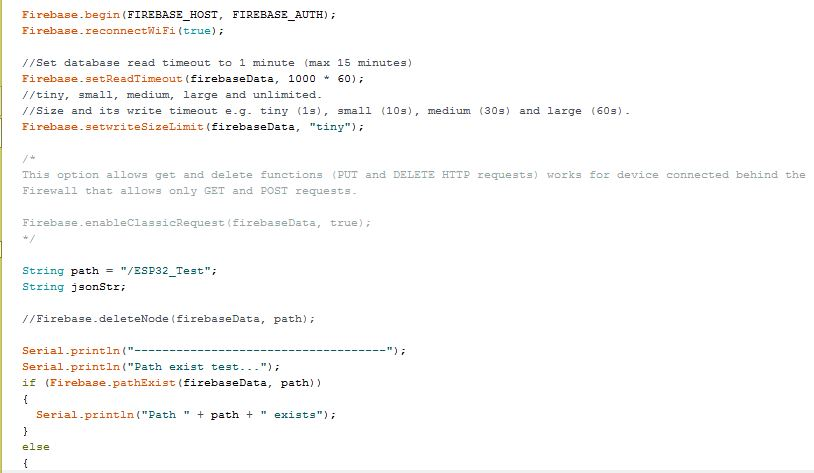 Firebase.begin(FIREBASE_HOST, FIREBASE_AUTH);
Firebase.reconnectWiFi(true);
//Set database read timeout to 1 minute (max 15 minutes)
Firebase.setReadTimeout(firebaseData, 1000 * 60);
//tiny, small, medium, large and unlimited.
//Size and its write timeout e.g. tiny (1s), small (10s), medium (30s) and large (60s).
Firebase.setwriteSizeLimit(firebaseData, "tiny");
/*
This option allows get and delete functions (PUT and DELETE HTTP requests) works for device connected behind the
Firewall that allows only GET and POST requests.
Firebase.enableClassicRequest(firebaseData, true);
*/
String path = "/ESP32_Test";
String jsonStr;
//Firebase.deleteNode(firebaseData, path);
Serial.println("------------------------------------");
Serial.println("Path exist test...");
if (Firebase.pathExist(firebaseData, path))
{
  Serial.println("Path " + path + " exists");
}
else
{